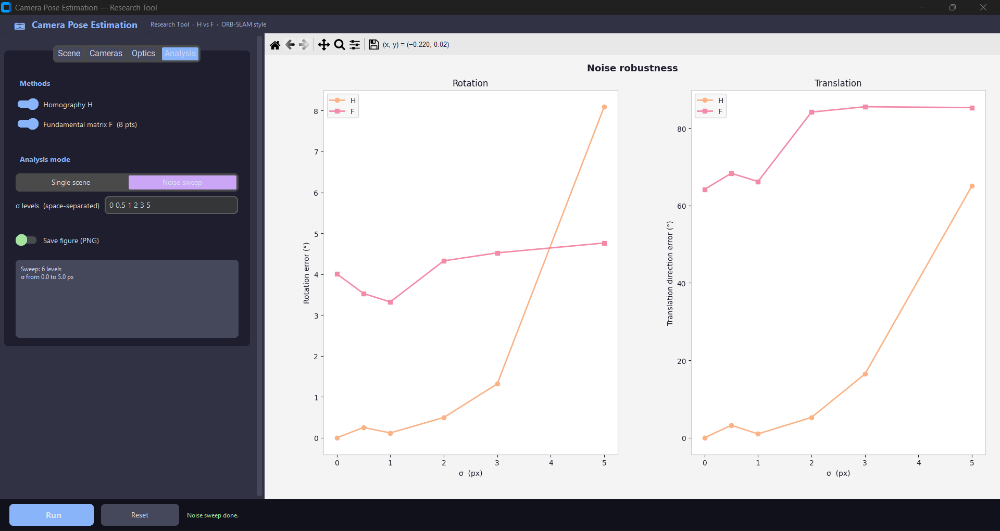 Camera Pose Estimation — Research Tool
Camera Pose Estimation Research Tool · H vs F · ORB-SLAM style
Scene Cameras Optics Analysis
Methods
Homography H
Fundamental matrix F (8 pts)
Analysis mode
Single scene Noise sweep
σ levels (space-separated) 0 0.5 1 2 3 5
Save figure (PNG)
Sweep: 6 levels
σ from 0.0 to 5.0 px
Run Reset Noise sweep done.
(x, y) = (−0.220, 0.02)
Noise robustness
Rotation
H
F
8
7
6
5
4
3
2
1
0
Rotation error (°)
0 1 2 3 4 5
σ (px)
Translation
H
F
80
60
40
20
0
Translation direction error (°)
0 1 2 3 4 5
σ (px)